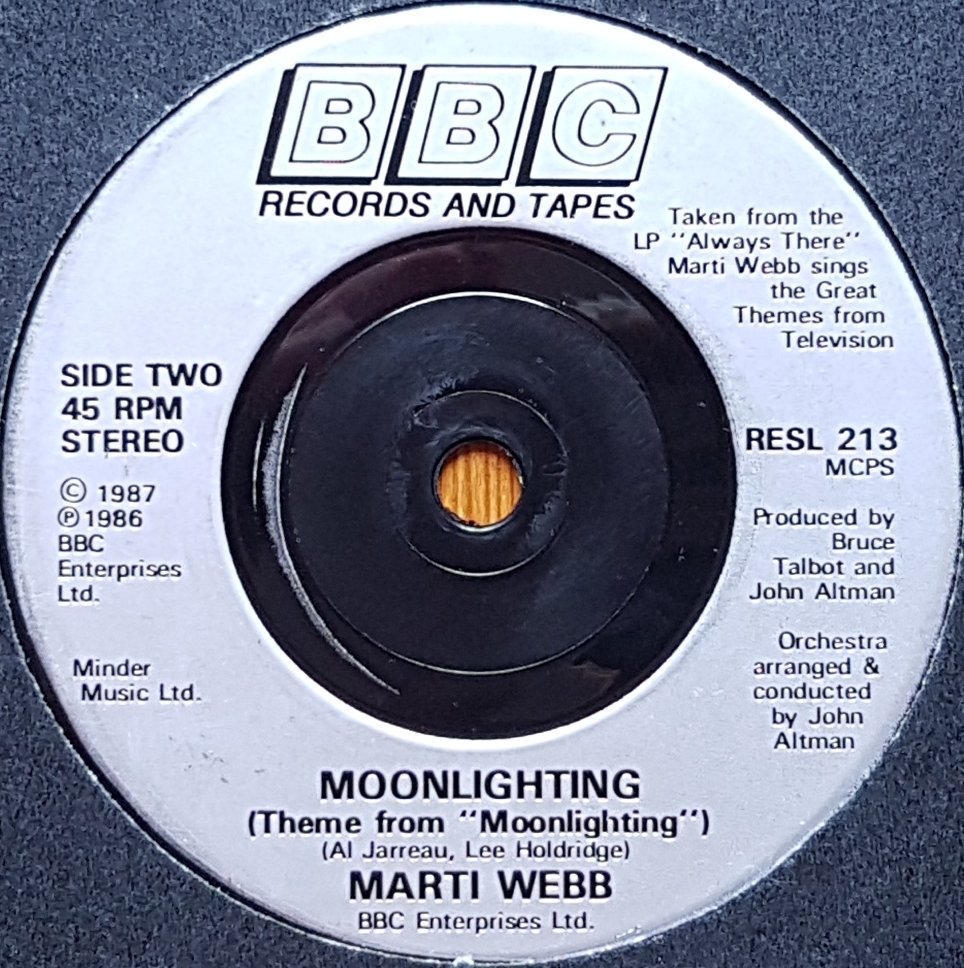 BBC
RECORDS AND TAPES
Taken from the
LP "Always There"
Marti Webb sings
the Great
Themes from
Television
SIDE TWO
45 RPM
STEREO
© 1987
℗ 1986
BBC
Enterprises
Ltd.
Minder
Music Ltd.
RESL 213
MCPS
Produced by
Bruce
Talbot and
John Altman
Orchestra
arranged &
conducted
by John
Altman
MOONLIGHTING
(Theme from "Moonlighting")
(Al Jarreau, Lee Holdridge)
MARTI WEBB
BBC Enterprises Ltd.